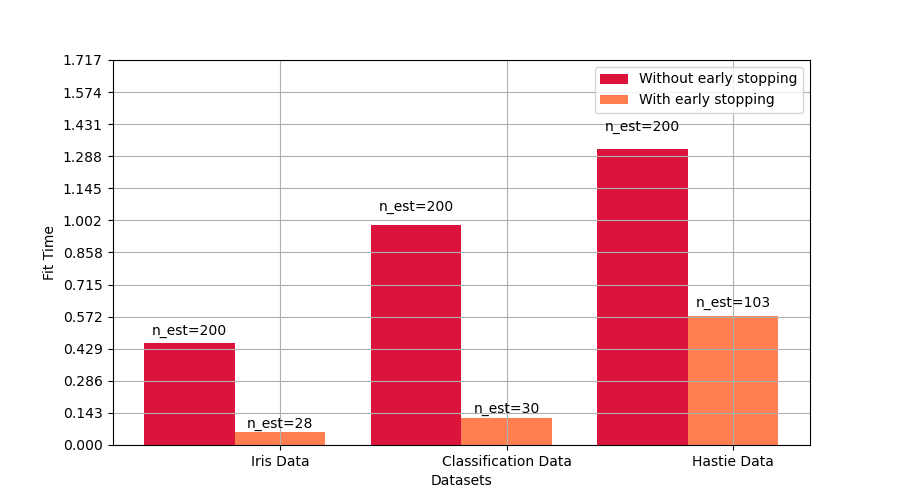 1.717
1.574
1.431
1.288
1.145
1.002
0.858
0.715
0.572
0.429
0.286
0.143
0.000
Fit Time
Without early stopping
With early stopping
n_est=200
n_est=200
n_est=103
n_est=200
n_est=30
n_est=28
Iris Data
Classification Data
Hastie Data
Datasets